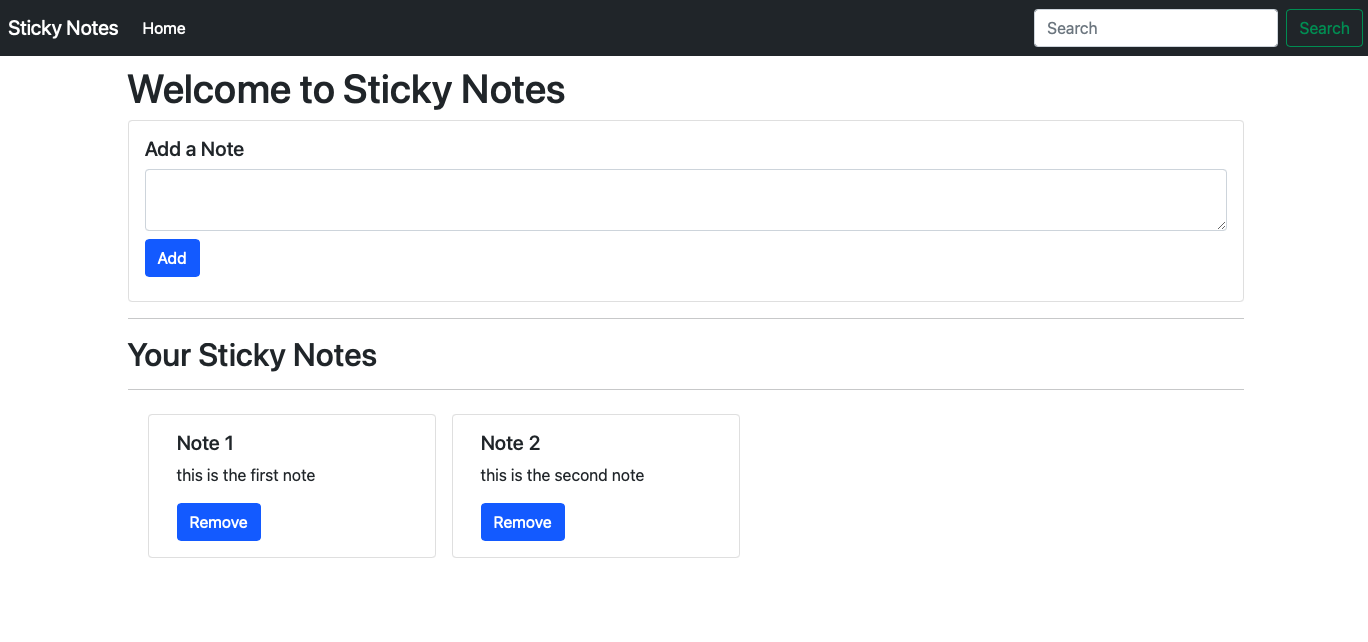 Sticky Notes Home Search Search
Welcome to Sticky Notes
Add a Note
Add
Your Sticky Notes
Note 1
this is the first note
Remove
Note 2
this is the second note
Remove